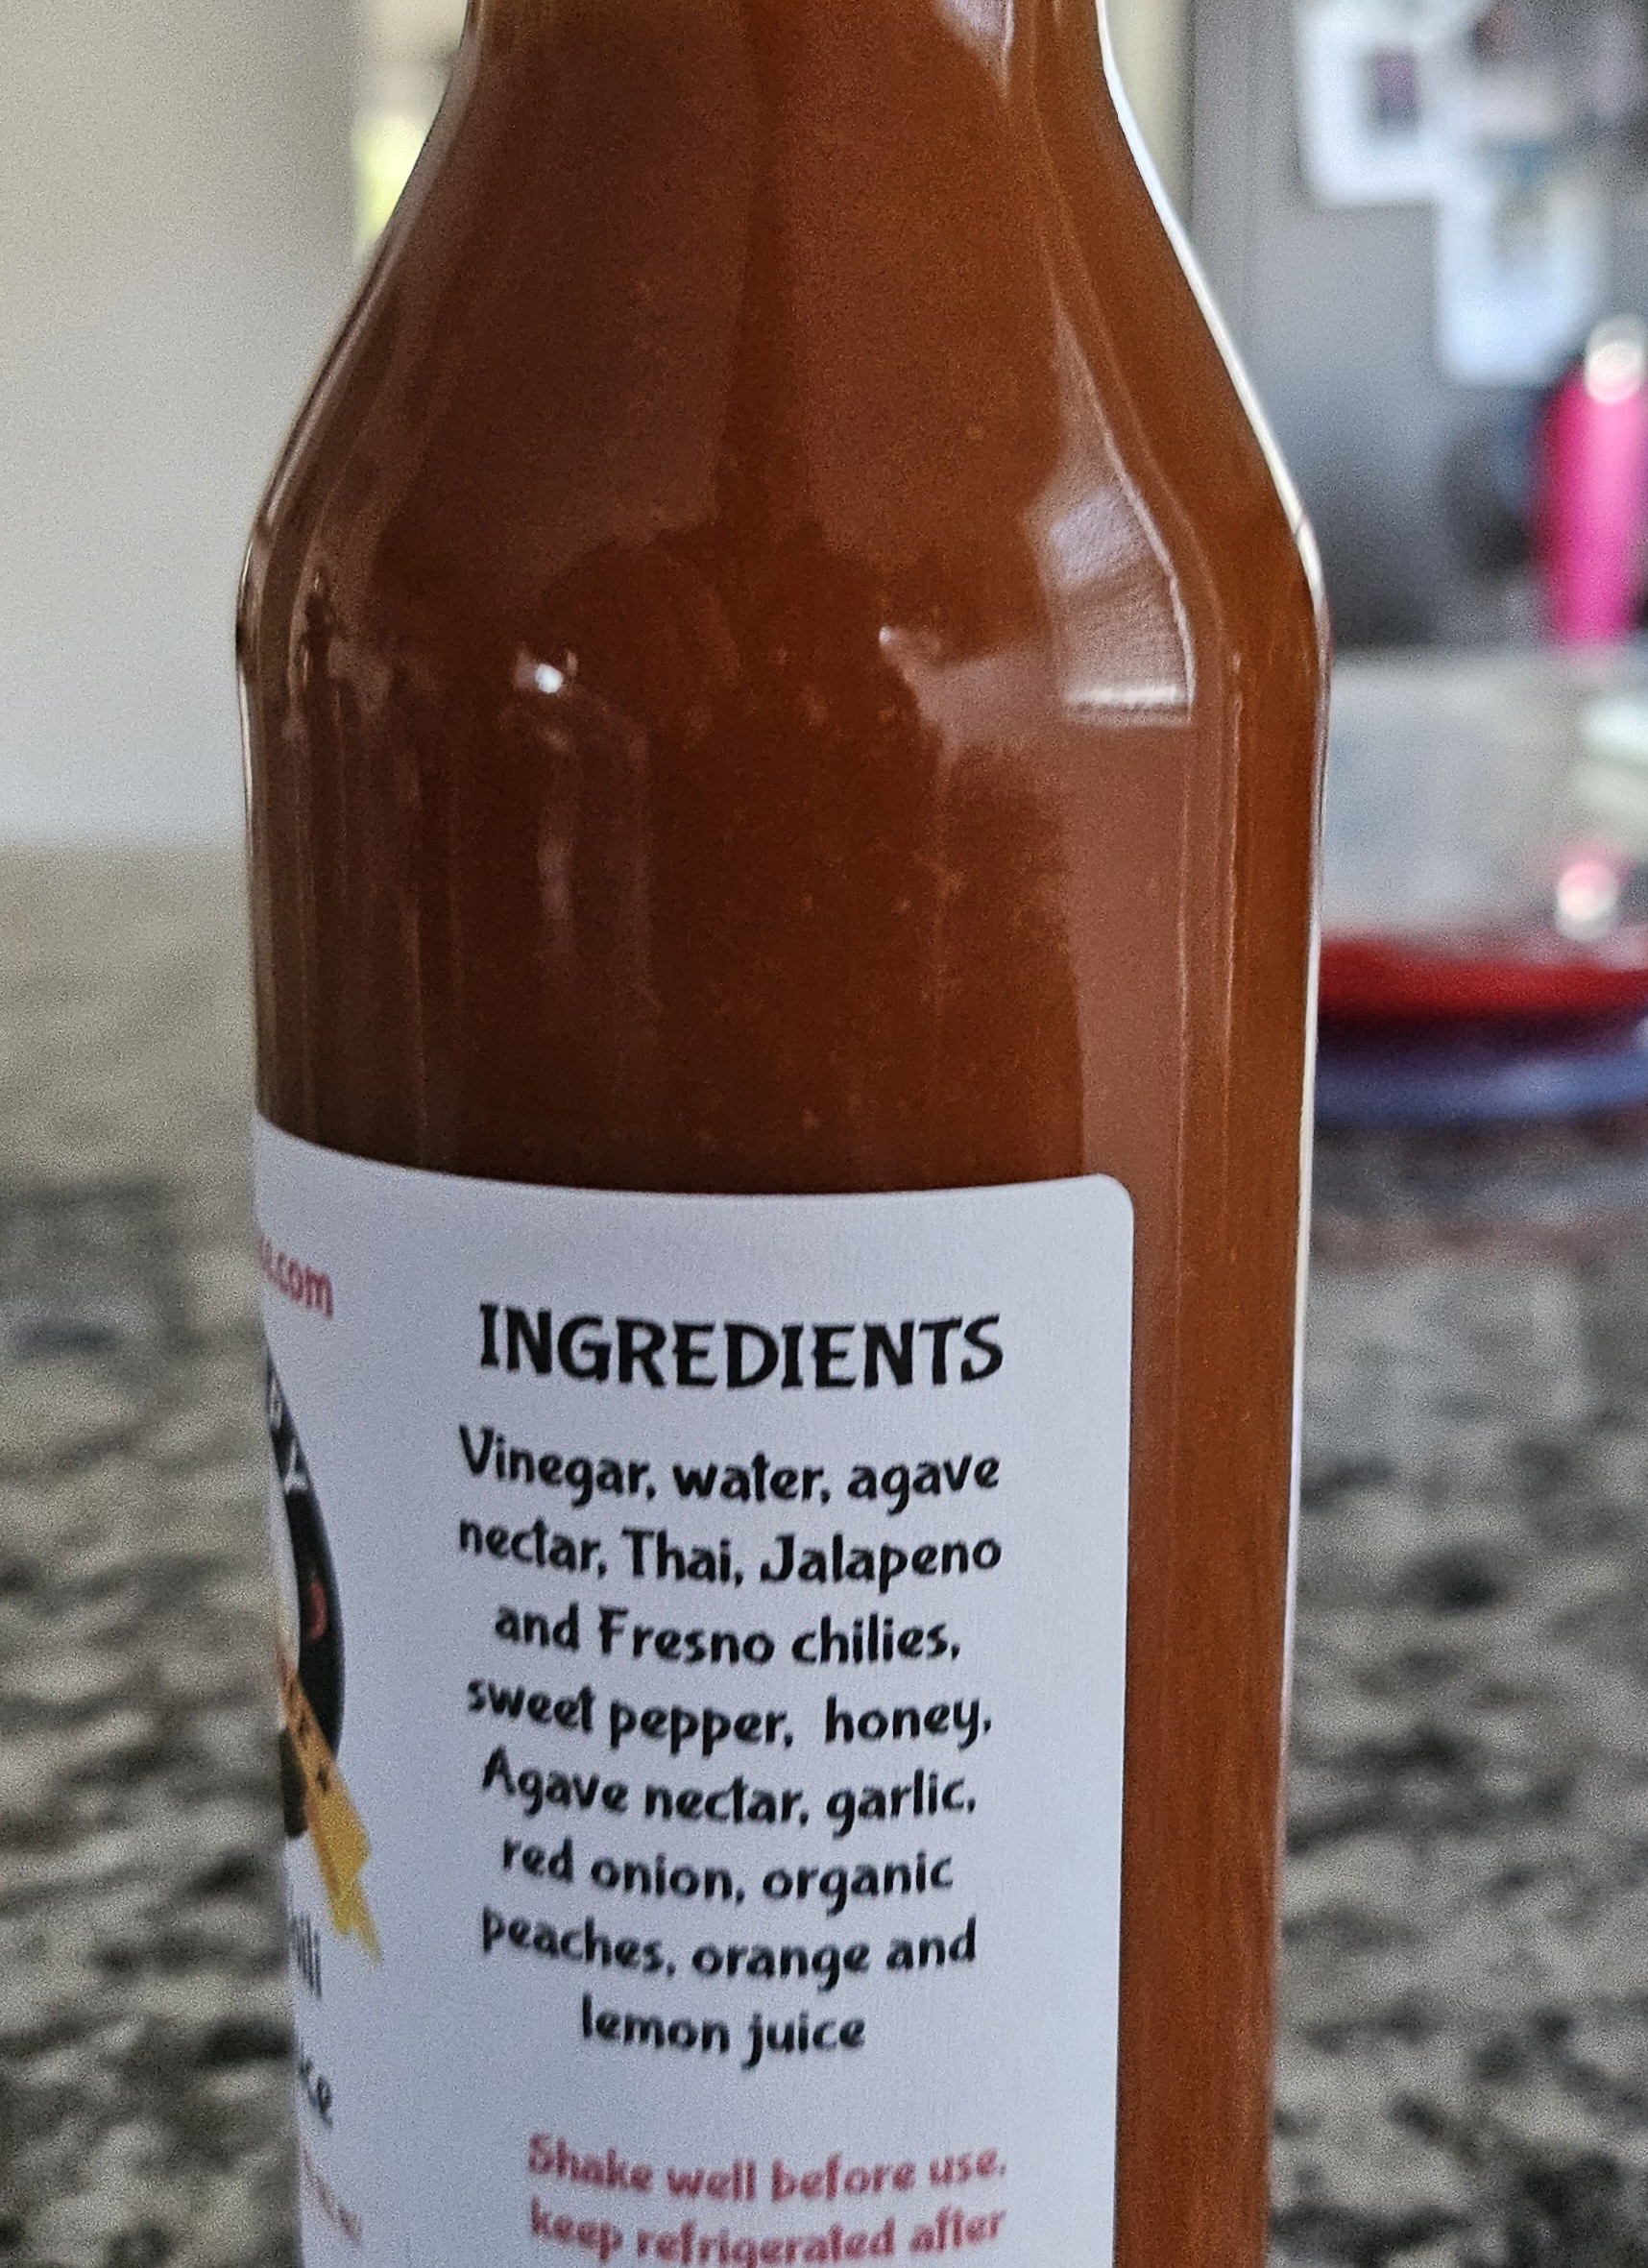 .com
INGREDIENTS
Vinegar, water, agave
nectar, Thai, Jalapeno
and Fresno chilies,
sweet pepper, honey,
Agave nectar, garlic,
red onion, organic
peaches, orange and
lemon juice
Shake well before use.
keep refrigerated after